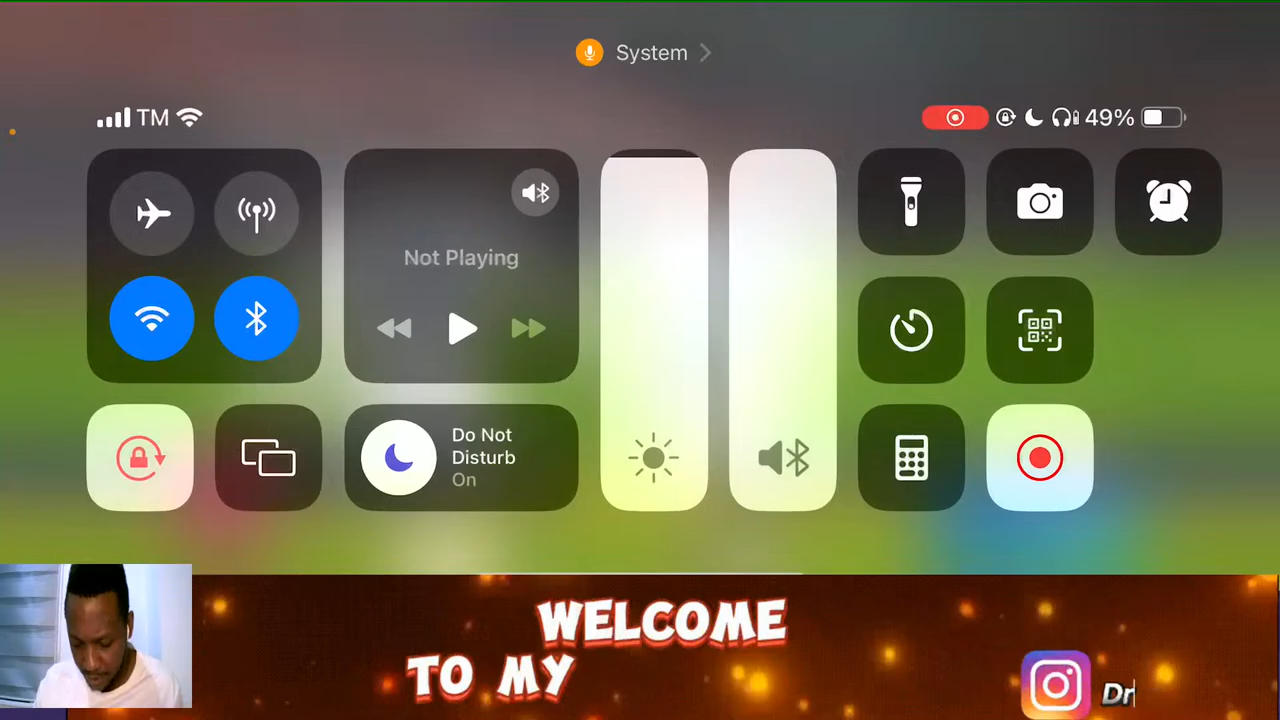 System
TM
49%
Not Playing
Do Not
Disturb
On
WELCOME
TO MY
Dr